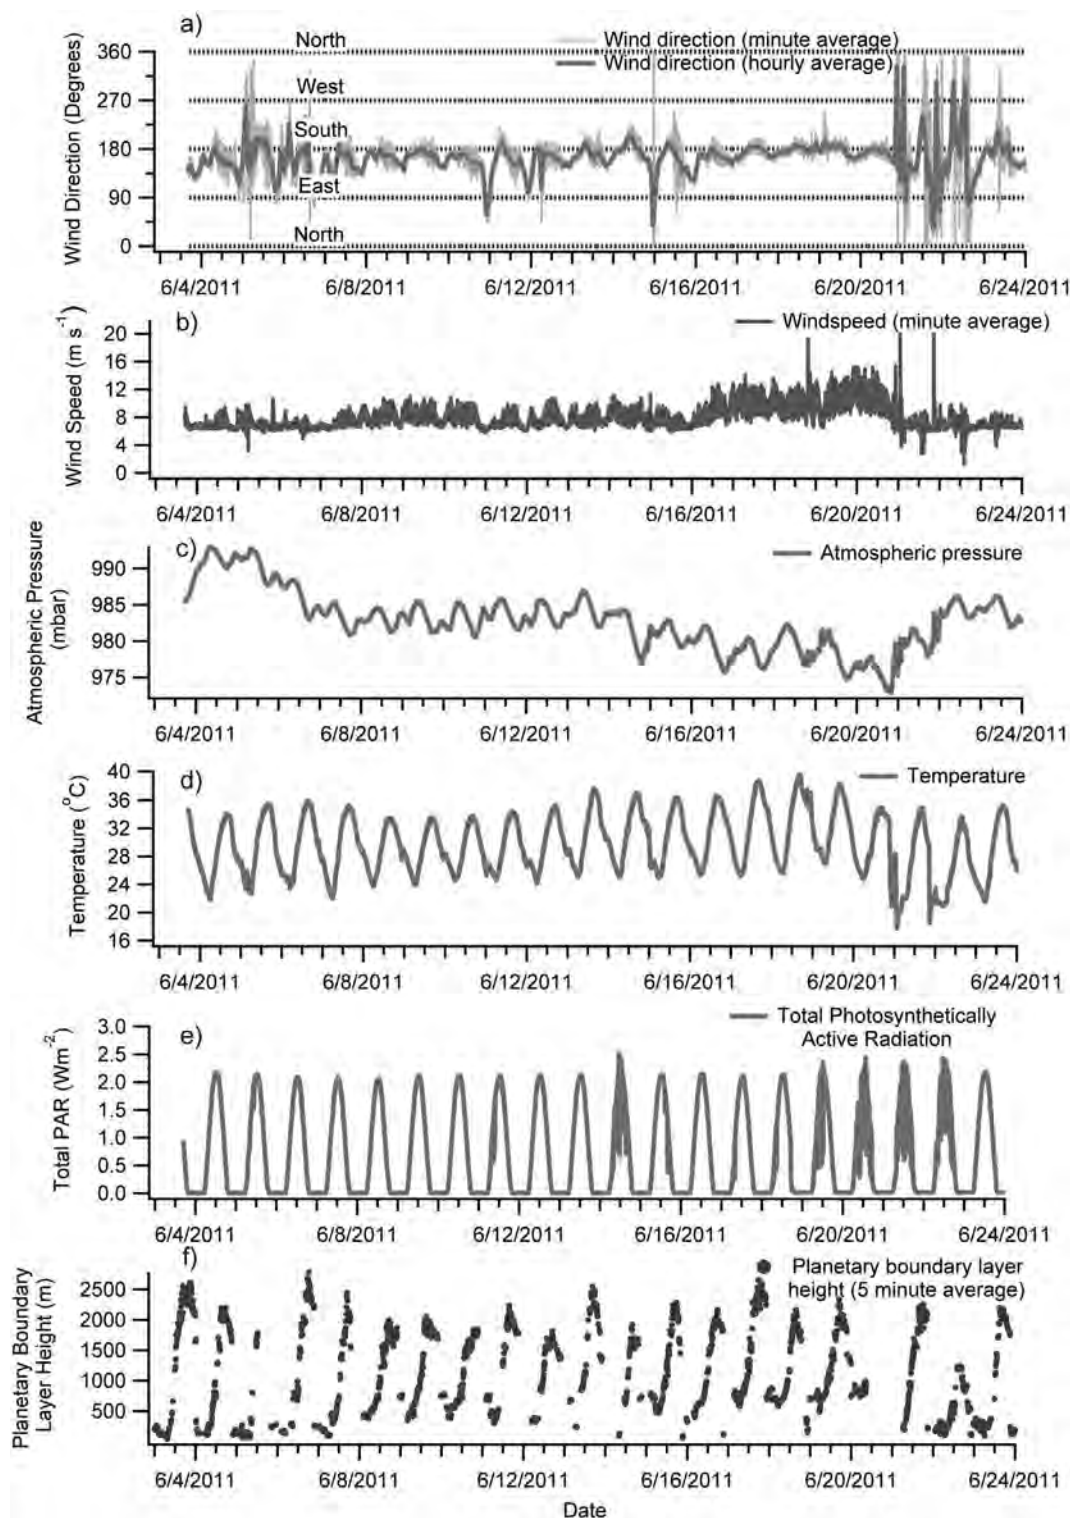 a)
North
Wind direction (minute average)
Wind direction (hourly average)
West
South
East
North
Wind Direction (Degrees)
360
270
180
90
0
6/4/2011 6/8/2011 6/12/2011 6/16/2011 6/20/2011 6/24/2011
b)
Windspeed (minute average)
Wind Speed (m s⁻¹)
20
16
12
8
4
0
6/4/2011 6/8/2011 6/12/2011 6/16/2011 6/20/2011 6/24/2011
c)
Atmospheric pressure
Atmospheric Pressure
(mbar)
990
985
980
975
6/4/2011 6/8/2011 6/12/2011 6/16/2011 6/20/2011 6/24/2011
d)
Temperature
Temperature (°C)
40
36
32
28
24
20
16
6/4/2011 6/8/2011 6/12/2011 6/16/2011 6/20/2011 6/24/2011
e)
Total Photosynthetically
Active Radiation
Total PAR (Wm⁻²)
3.0
2.5
2.0
1.5
1.0
0.5
0.0
6/4/2011 6/8/2011 6/12/2011 6/16/2011 6/20/2011 6/24/2011
f)
Planetary boundary layer
height (5 minute average)
Planetary Boundary
Layer Height (m)
2500
2000
1500
1000
500
6/4/2011 6/8/2011 6/12/2011 6/16/2011 6/20/2011 6/24/2011
Date